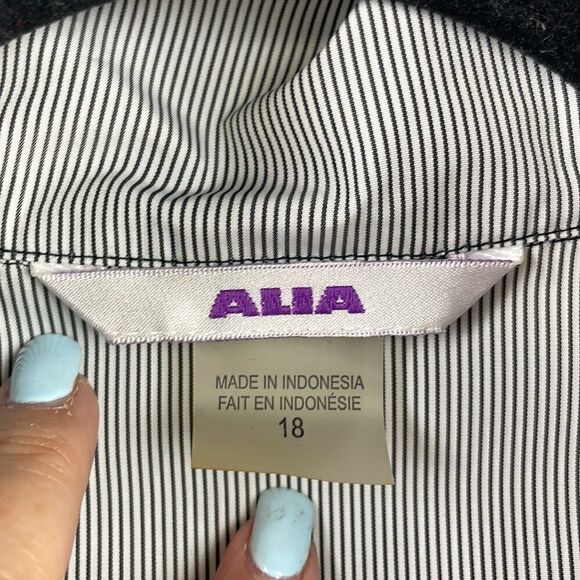 ALIA
MADE IN INDONESIA
FAIT EN INDONÉSIE
18